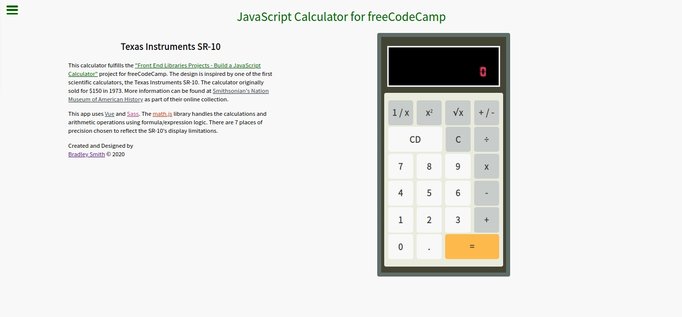 JavaScript Calculator for freeCodeCamp
Texas Instruments SR-10
This calculator fulfills the "Front End Libraries Projects - Build a JavaScript
Calculator" project for freeCodeCamp. The design is inspired by one of the first
scientific calculators, the Texas Instruments SR-10. The calculator originally
sold for $150 in 1973. More information can be found at Smithsonian's Nation
Museum of American History as part of their online collection.
This app uses Vue and Sass. The math.js library handles the calculations and
arithmetic operations using formula/expression logic. There are 7 places of
precision chosen to reflect the SR-10's display limitations.
Created and Designed by
Bradley Smith © 2020
0
1 / x x² √x + / -
CD C ÷
7 8 9 x
4 5 6 -
1 2 3 +
0 . =